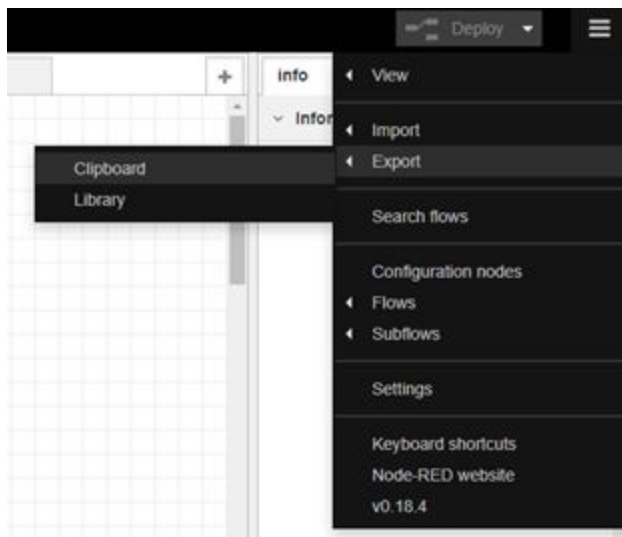 Deploy
+
info
Infor
View
Import
Export
Clipboard
Library
Search flows
Configuration nodes
Flows
Subflows
Settings
Keyboard shortcuts
Node-RED website
v0.18.4